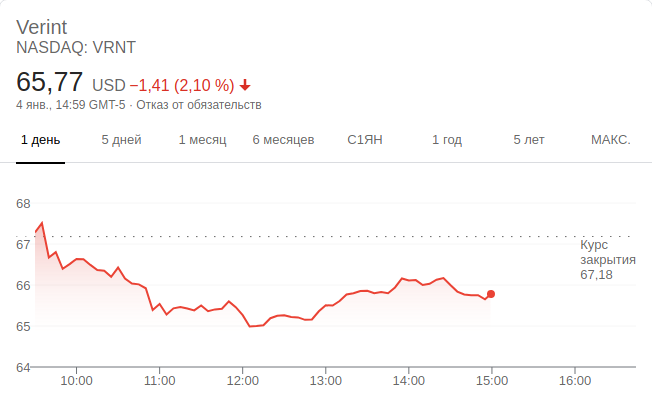 Verint
NASDAQ: VRNT
65,77 USD −1,41 (2,10 %)
4 янв., 14:59 GMT-5 · Отказ от обязательств
1 день 5 дней 1 месяц 6 месяцев С1ЯН 1 год 5 лет МАКС.
68
67
Курс
закрытия
67,18
66
65
64
10:00 11:00 12:00 13:00 14:00 15:00 16:00